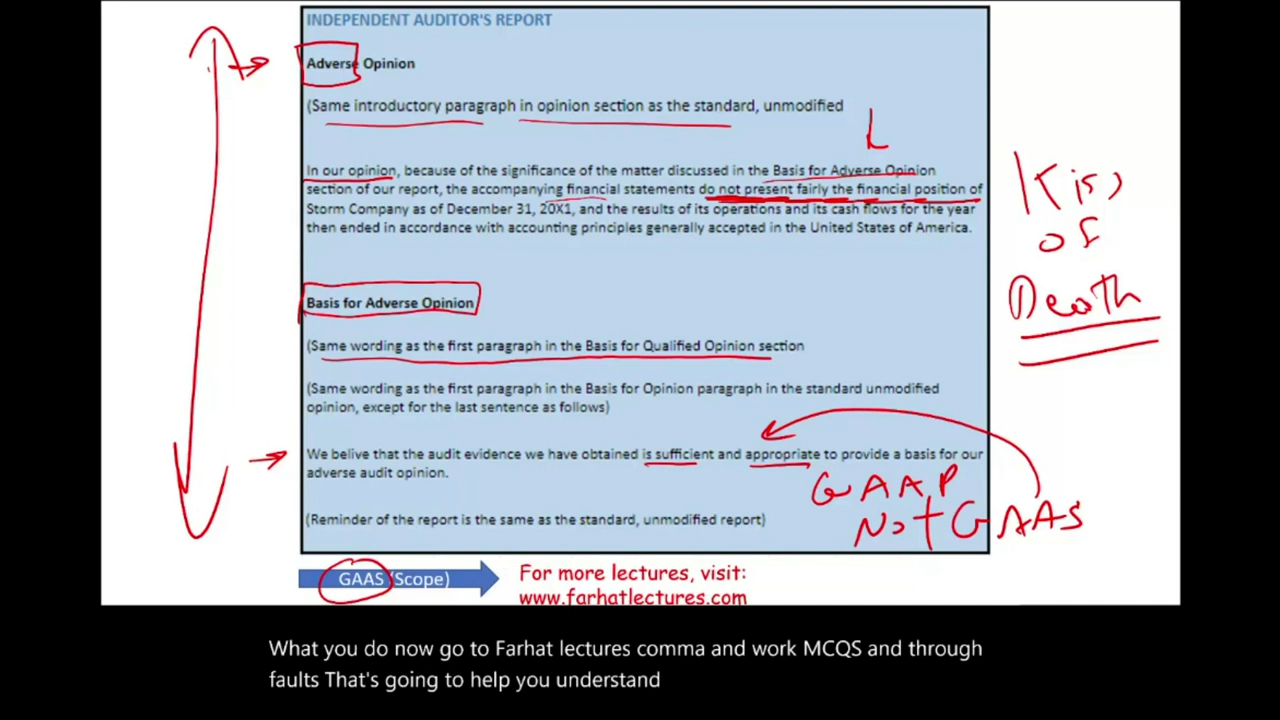 INDEPENDENT AUDITOR'S REPORT
Adverse Opinion
(Same introductory paragraph in opinion section as the standard, unmodified
L
In our opinion, because of the significance of the matter discussed in the Basis for Adverse Opinion
section of our report, the accompanying financial statements do not present fairly the financial position of
Storm Company as of December 31, 20X1, and the results of its operations and its cash flows for the year
then ended in accordance with accounting principles generally accepted in the United States of America.
Kiss
of
Death
Basis for Adverse Opinion
(Same wording as the first paragraph in the Basis for Qualified Opinion section
(Same wording as the first paragraph in the Basis for Opinion paragraph in the standard unmodified
opinion, except for the last sentence as follows)
We belive that the audit evidence we have obtained is sufficient and appropriate to provide a basis for our
adverse audit opinion.
GAAP
Not GAAS
(Reminder of the report is the same as the standard, unmodified report)
GAAS (Scope)
For more lectures, visit:
www.farhatlectures.com
What you do now go to Farhat lectures comma and work MCQS and through
faults That's going to help you understand